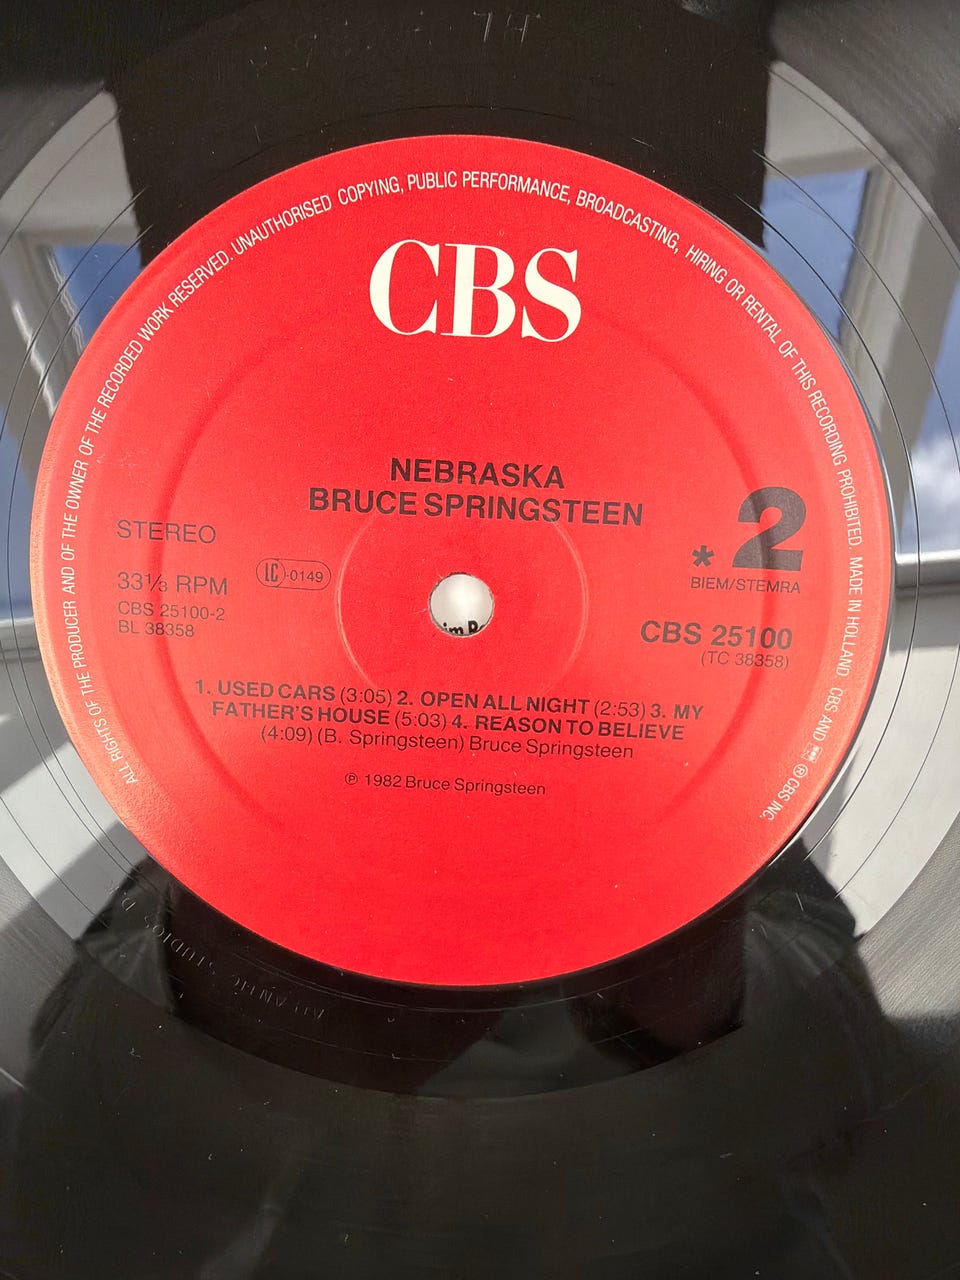 ALL RIGHTS OF THE PRODUCER AND OF THE OWNER OF THE RECORDED WORK RESERVED. UNAUTHORISED COPYING, PUBLIC PERFORMANCE, BROADCASTING, HIRING OR RENTAL OF THIS RECORDING PROHIBITED. MADE IN HOLLAND CBS AND ® CBS INC.
CBS
NEBRASKA
BRUCE SPRINGSTEEN
STEREO
33⅓ RPM
CBS 25100-2
BL 38358
LC-0149
* 2
BIEM/STEMRA
CBS 25100
(TC 38358)
1. USED CARS (3:05) 2. OPEN ALL NIGHT (2:53) 3. MY
FATHER'S HOUSE (5:03) 4. REASON TO BELIEVE
(4:09) (B. Springsteen) Bruce Springsteen
℗ 1982 Bruce Springsteen
STUDIOS